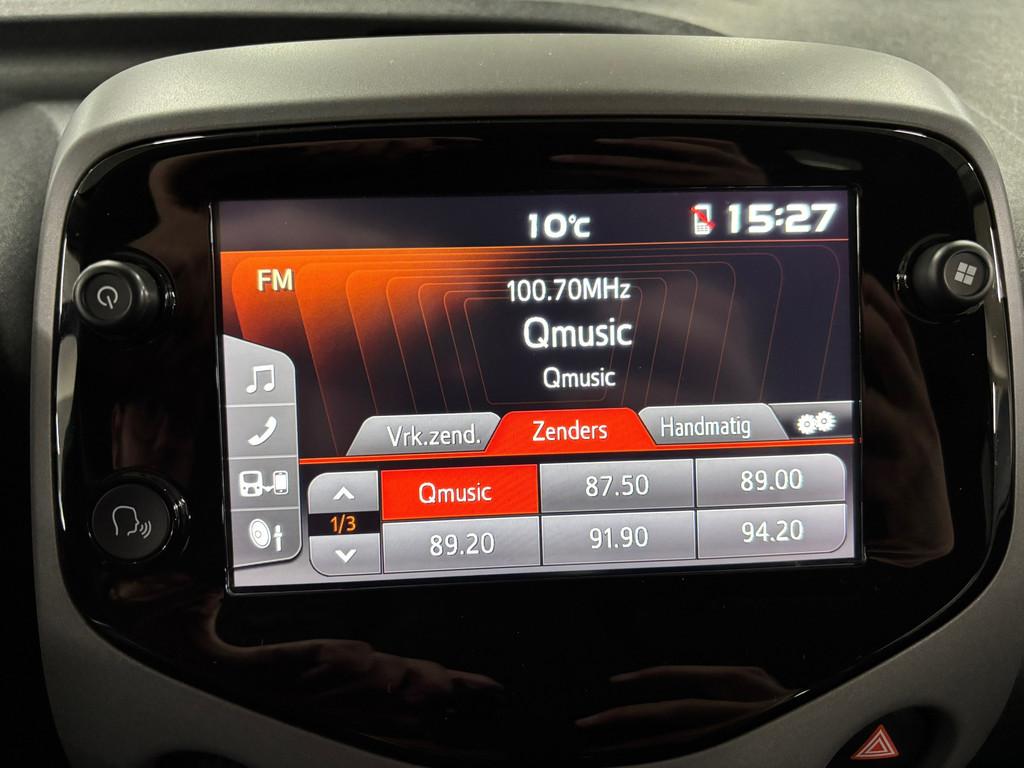 10°C 15:27
FM
100.70MHz
Qmusic
Qmusic
Vrk.zend. Zenders Handmatig
Qmusic 87.50 89.00
1/3
89.20 91.90 94.20